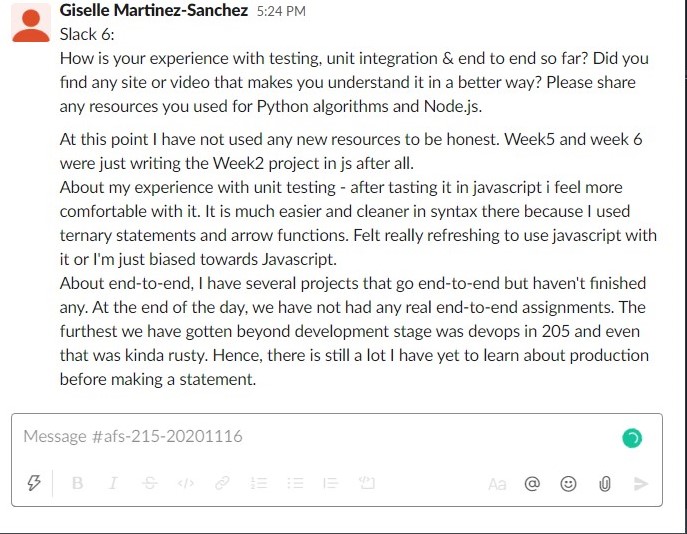 Giselle Martinez-Sanchez 5:24 PM
Slack 6:
How is your experience with testing, unit integration & end to end so far? Did you
find any site or video that makes you understand it in a better way? Please share
any resources you used for Python algorithms and Node.js.
At this point I have not used any new resources to be honest. Week5 and week 6
were just writing the Week2 project in js after all.
About my experience with unit testing - after tasting it in javascript i feel more
comfortable with it. It is much easier and cleaner in syntax there because I used
ternary statements and arrow functions. Felt really refreshing to use javascript with
it or I'm just biased towards Javascript.
About end-to-end, I have several projects that go end-to-end but haven't finished
any. At the end of the day, we have not had any real end-to-end assignments. The
furthest we have gotten beyond development stage was devops in 205 and even
that was kinda rusty. Hence, there is still a lot I have yet to learn about production
before making a statement.
Message #afs-215-20201116
B I S </> Aa @